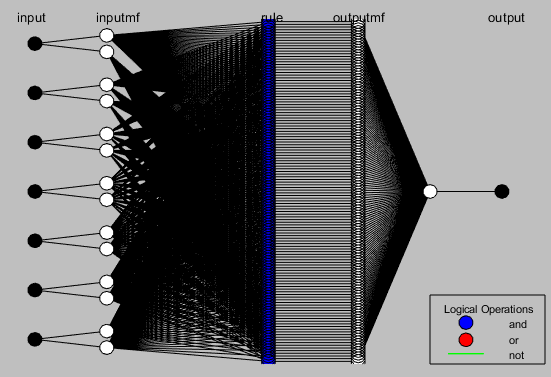 input inputmf rule outputmf output
Logical Operations
and
or
not